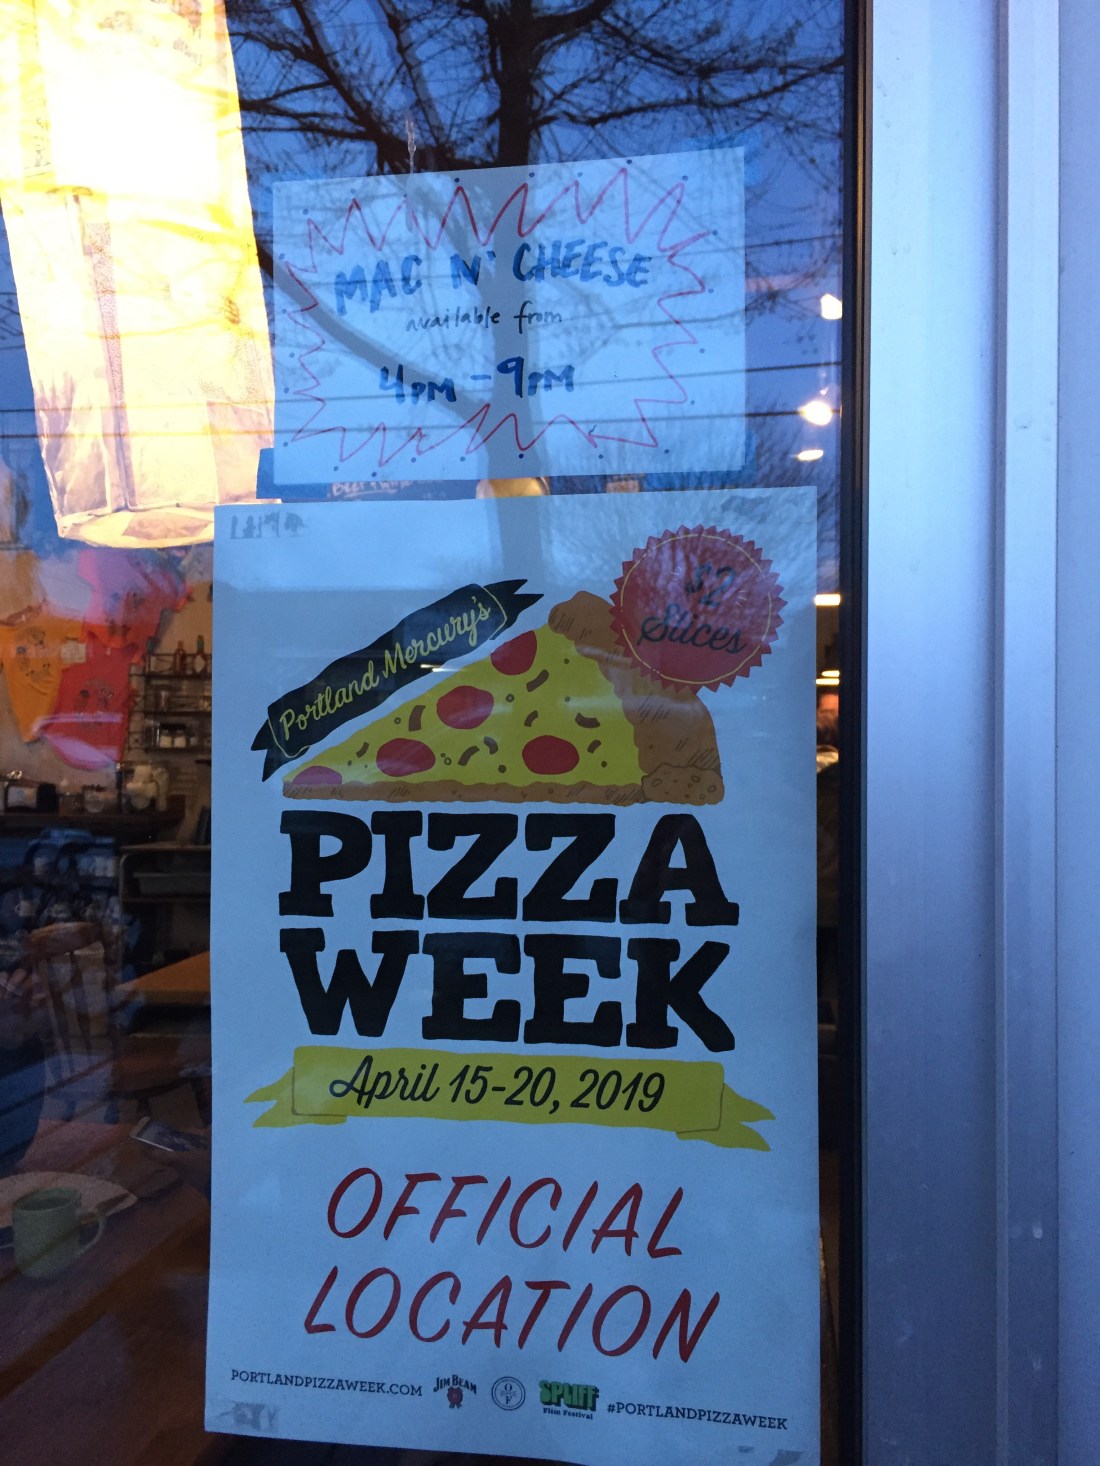 MAC N' CHEESE
available from
4PM - 9PM
Portland Mercury's
$2
Slices
PIZZA
WEEK
April 15-20, 2019
OFFICIAL
LOCATION
PORTLANDPIZZAWEEK.COM
JIM BEAM
SPLIFF
Film Festival
#PORTLANDPIZZAWEEK